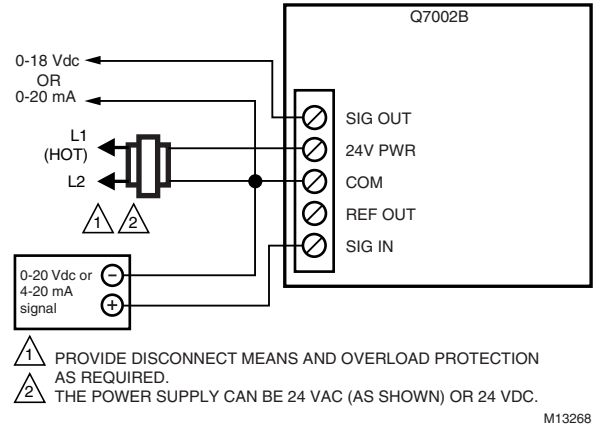 Q7002B
0-18 Vdc
OR
0-20 mA
L1
(HOT)
L2
1
2
SIG OUT
24V PWR
COM
REF OUT
SIG IN
0-20 Vdc or
4-20 mA
signal
−
+
1 PROVIDE DISCONNECT MEANS AND OVERLOAD PROTECTION
AS REQUIRED.
2 THE POWER SUPPLY CAN BE 24 VAC (AS SHOWN) OR 24 VDC.
M13268